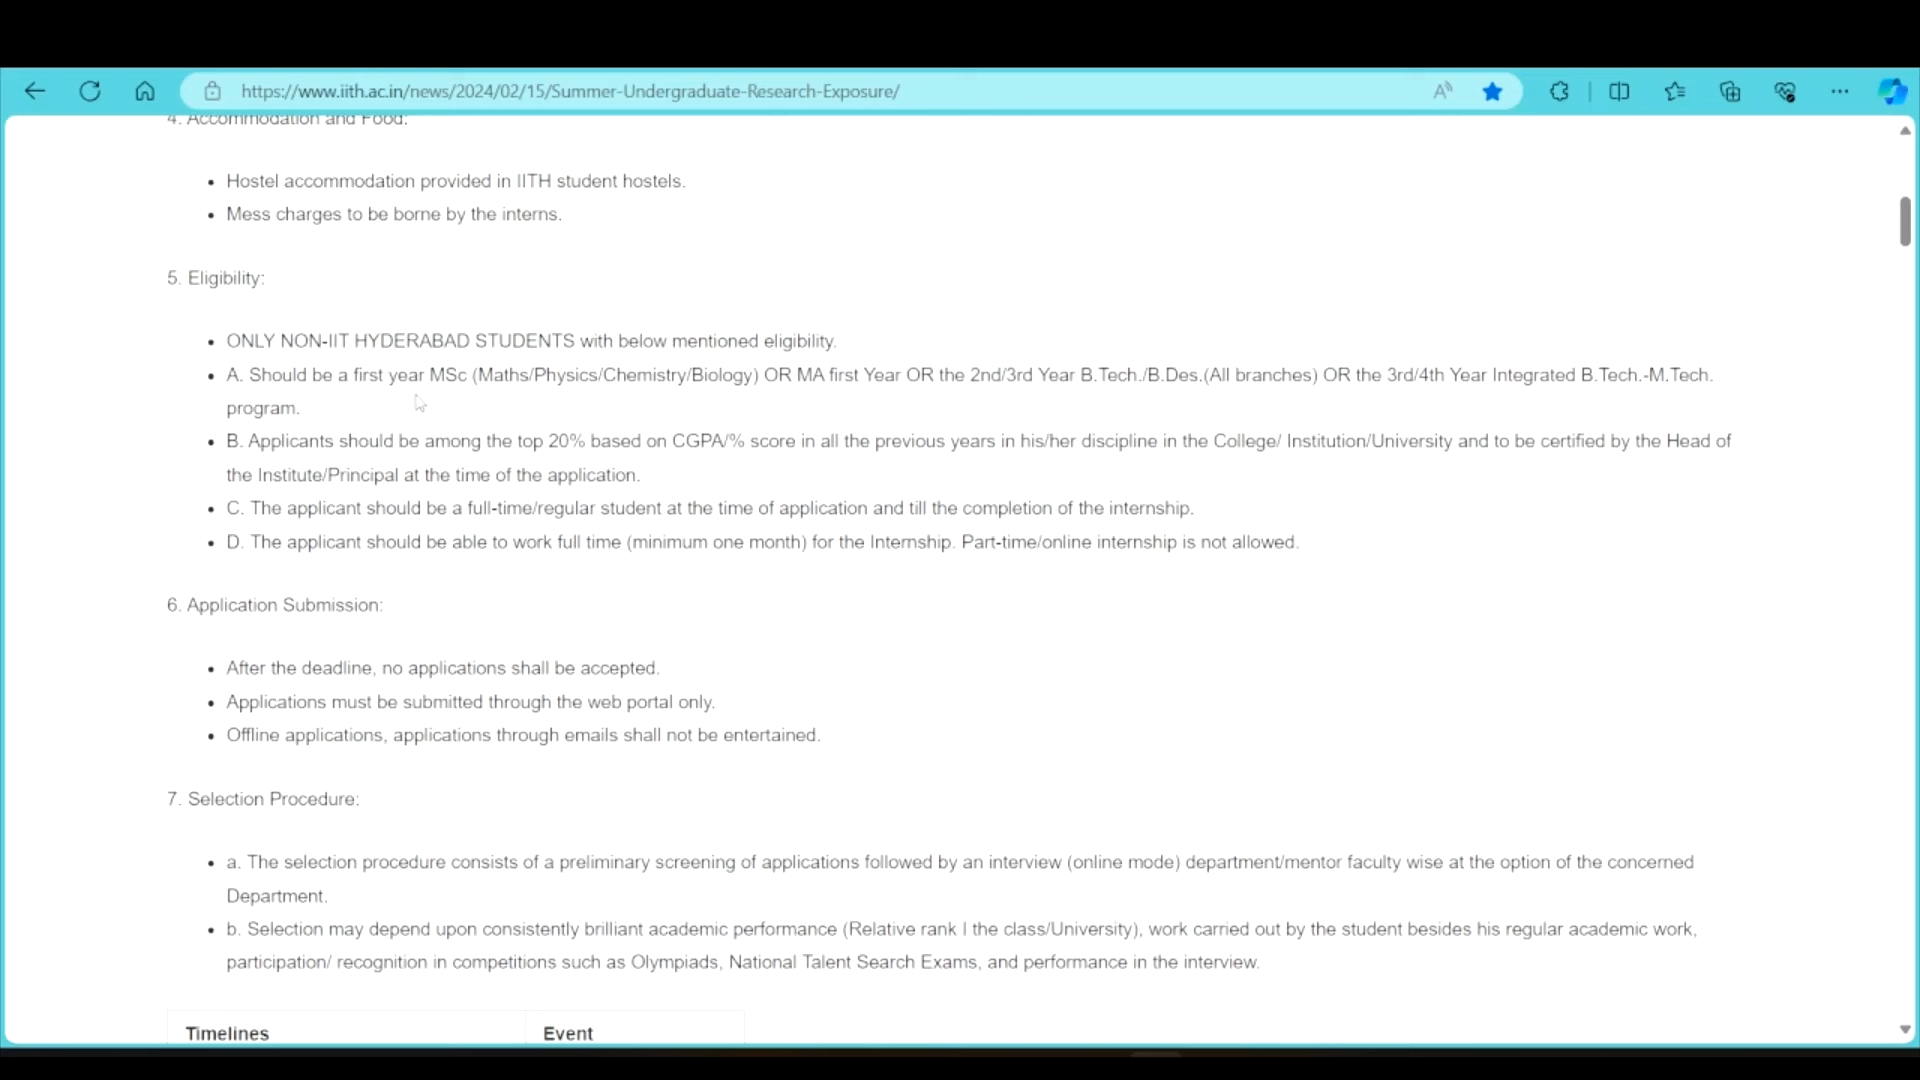 https://www.iith.ac.in/news/2024/02/15/Summer-Undergraduate-Research-Exposure/
4. Accommodation and Food:
• Hostel accommodation provided in IITH student hostels.
• Mess charges to be borne by the interns.
5. Eligibility:
• ONLY NON-IIT HYDERABAD STUDENTS with below mentioned eligibility.
• A. Should be a first year MSc (Maths/Physics/Chemistry/Biology) OR MA first Year OR the 2nd/3rd Year B.Tech./B.Des.(All branches) OR the 3rd/4th Year Integrated B.Tech.-M.Tech.
program.
• B. Applicants should be among the top 20% based on CGPA/% score in all the previous years in his/her discipline in the College/ Institution/University and to be certified by the Head of
the Institute/Principal at the time of the application.
• C. The applicant should be a full-time/regular student at the time of application and till the completion of the internship.
• D. The applicant should be able to work full time (minimum one month) for the Internship. Part-time/online internship is not allowed.
6. Application Submission:
• After the deadline, no applications shall be accepted.
• Applications must be submitted through the web portal only.
• Offline applications, applications through emails shall not be entertained.
7. Selection Procedure:
• a. The selection procedure consists of a preliminary screening of applications followed by an interview (online mode) department/mentor faculty wise at the option of the concerned
Department.
• b. Selection may depend upon consistently brilliant academic performance (Relative rank I the class/University), work carried out by the student besides his regular academic work,
participation/ recognition in competitions such as Olympiads, National Talent Search Exams, and performance in the interview.
Timelines Event